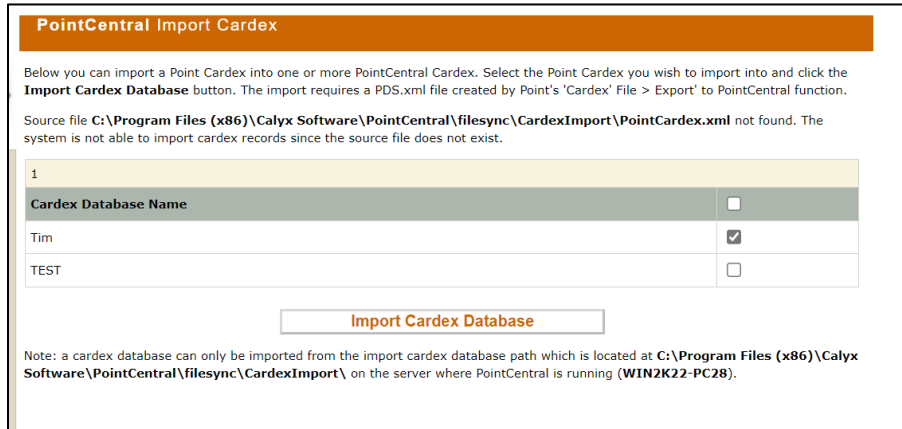 PointCentral Import Cardex
Below you can import a Point Cardex into one or more PointCentral Cardex. Select the Point Cardex you wish to import into and click the
Import Cardex Database button. The import requires a PDS.xml file created by Point's 'Cardex' File > Export' to PointCentral function.
Source file C:\Program Files (x86)\Calyx Software\PointCentral\filesync\CardexImport\PointCardex.xml not found. The
system is not able to import cardex records since the source file does not exist.
1
Cardex Database Name
Tim
TEST
Import Cardex Database
Note: a cardex database can only be imported from the import cardex database path which is located at C:\Program Files (x86)\Calyx
Software\PointCentral\filesync\CardexImport\ on the server where PointCentral is running (WIN2K22-PC28).